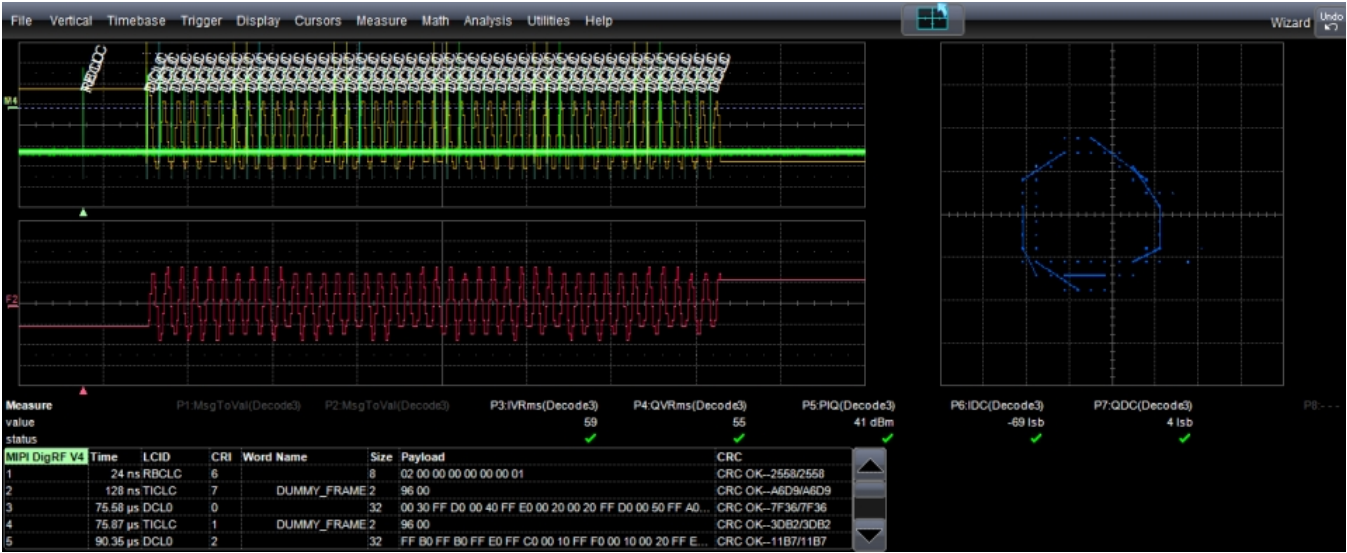 File Vertical Timebase Trigger Display Cursors Measure Math Analysis Utilities Help Wizard Undo
RBCLC
M4
F2
Measure P1:MsgToVal(Decode3) P2:MsgToVal(Decode3) P3:IVRms(Decode3) P4:QVRms(Decode3) P5:PIQ(Decode3) P6:IDC(Decode3) P7:QDC(Decode3) P8:---
value 59 55 41 dBm -69 lsb 4 lsb
status
MIPI DigRF V4 Time LCID CRI Word Name Size Payload CRC
1 24 ns RBCLC 6 8 02 00 00 00 00 00 00 01 CRC OK--2558/2558
2 128 ns TICLC 7 DUMMY_FRAME 2 96 00 CRC OK--A6D9/A6D9
3 75.58 µs DCL0 0 32 00 30 FF D0 00 40 FF E0 00 20 00 20 FF D0 00 50 FF A0... CRC OK--7F36/7F36
4 75.87 µs TICLC 1 DUMMY_FRAME 2 96 00 CRC OK--3DB2/3DB2
5 90.35 µs DCL0 2 32 FF B0 FF B0 FF E0 FF C0 00 10 FF F0 00 10 00 20 FF E... CRC OK--11B7/11B7